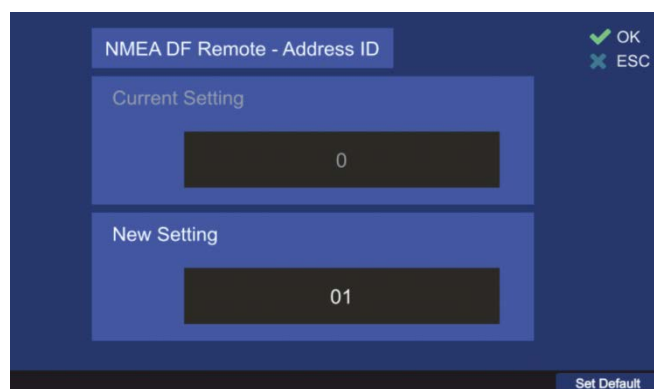 NMEA DF Remote - Address ID
OK
ESC
Current Setting
0
New Setting
01
Set Default